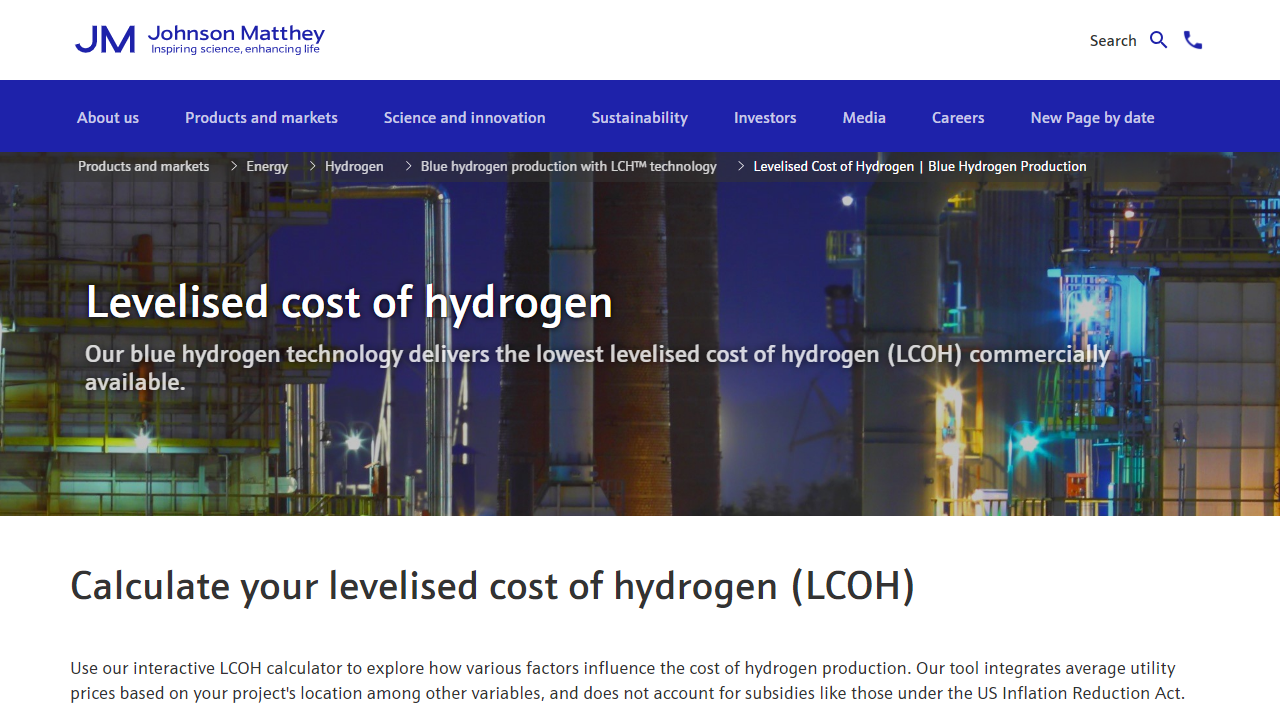 JM Johnson Matthey
Inspiring science, enhancing life
Search
About us Products and markets Science and innovation Sustainability Investors Media Careers New Page by date
Products and markets Energy Hydrogen Blue hydrogen production with LCH™ technology Levelised Cost of Hydrogen | Blue Hydrogen Production
Levelised cost of hydrogen
Our blue hydrogen technology delivers the lowest levelised cost of hydrogen (LCOH) commercially
available.
Calculate your levelised cost of hydrogen (LCOH)
Use our interactive LCOH calculator to explore how various factors influence the cost of hydrogen production. Our tool integrates average utility
prices based on your project's location among other variables, and does not account for subsidies like those under the US Inflation Reduction Act.